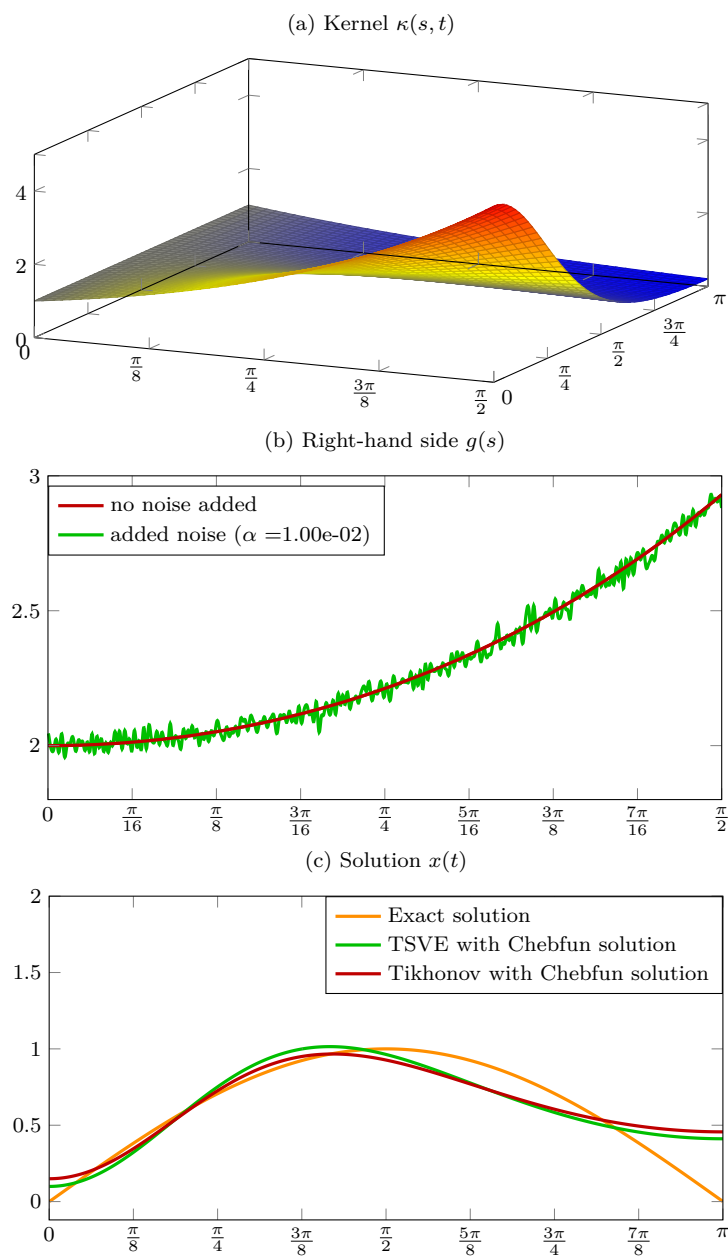 (a) Kernel κ(s, t)
4
2
0
0
π/8
π/4
3π/8
π/2
0
π/4
π/2
3π/4
π
(b) Right-hand side g(s)
3
2.5
2
no noise added
added noise (α =1.00e-02)
0
π/16
π/8
3π/16
π/4
5π/16
3π/8
7π/16
π/2
(c) Solution x(t)
2
1.5
1
0.5
0
Exact solution
TSVE with Chebfun solution
Tikhonov with Chebfun solution
0
π/8
π/4
3π/8
π/2
5π/8
3π/4
7π/8
π